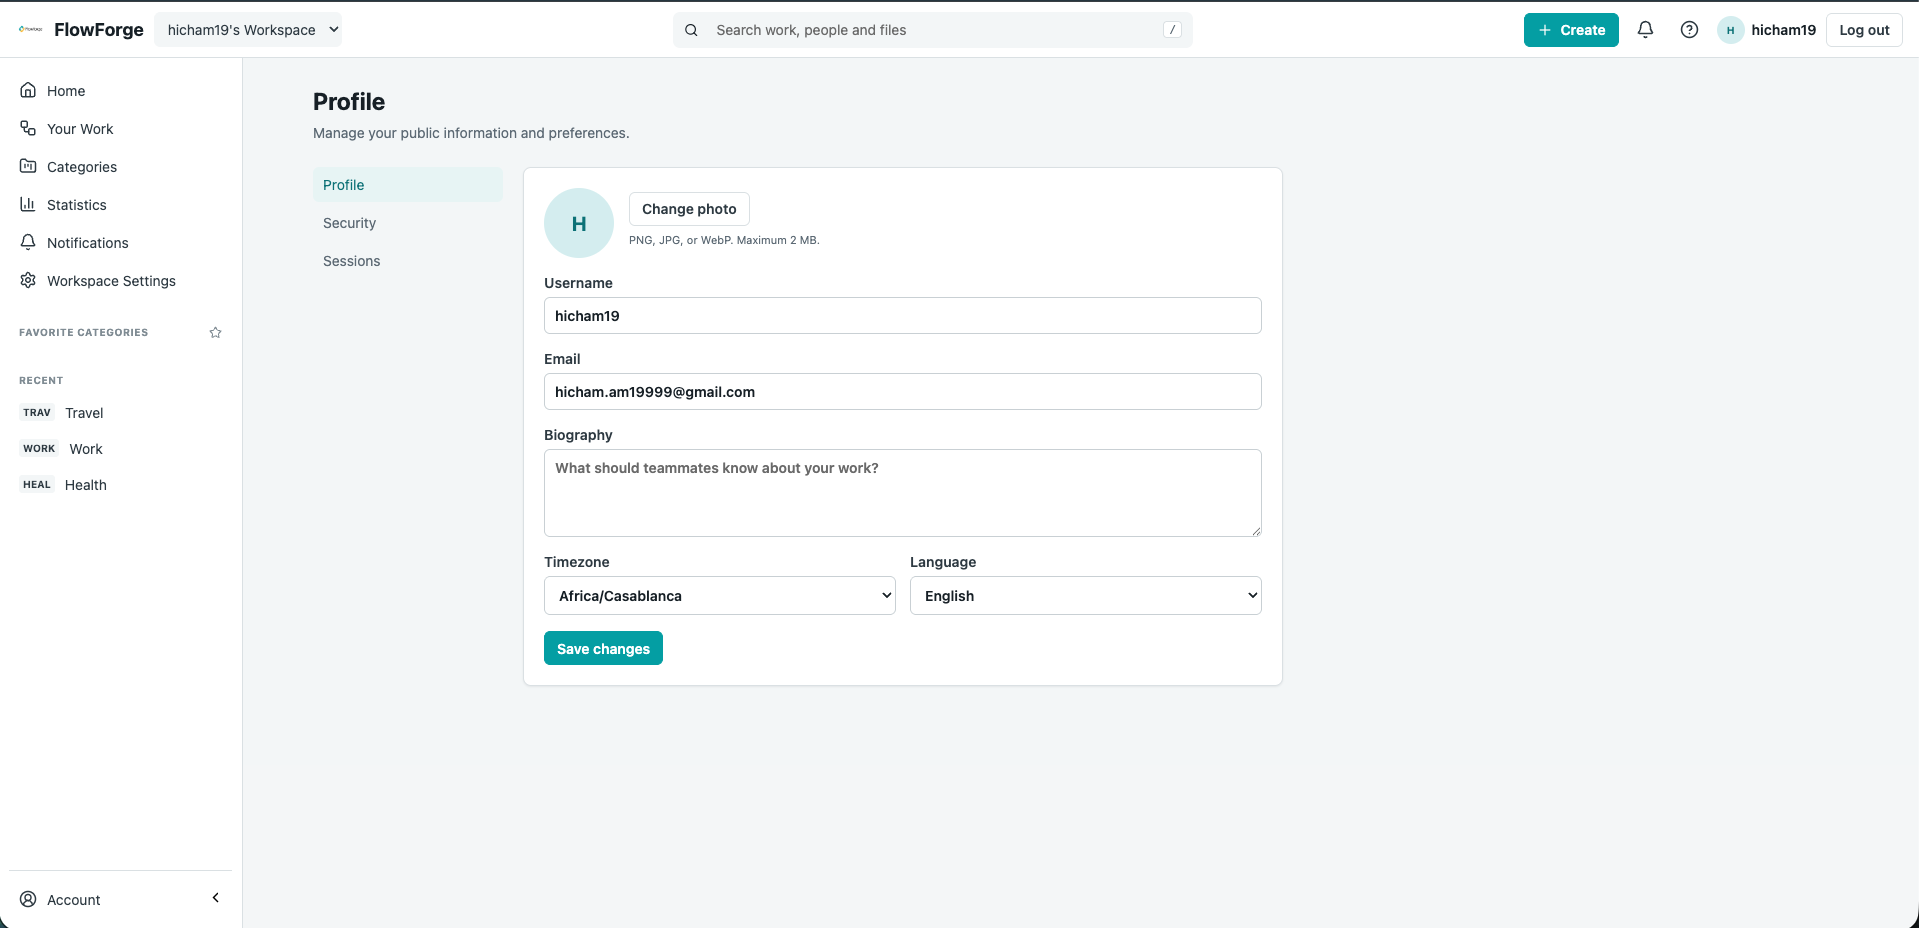 FlowForge
hicham19's Workspace
Search work, people and files
/
+ Create
H
hicham19
Log out
Home
Your Work
Categories
Statistics
Notifications
Workspace Settings
FAVORITE CATEGORIES
RECENT
TRAV Travel
WORK Work
HEAL Health
Account
Profile
Manage your public information and preferences.
Profile
Security
Sessions
H
Change photo
PNG, JPG, or WebP. Maximum 2 MB.
Username
hicham19
Email
hicham.am19999@gmail.com
Biography
What should teammates know about your work?
Timezone
Language
Africa/Casablanca
English
Save changes